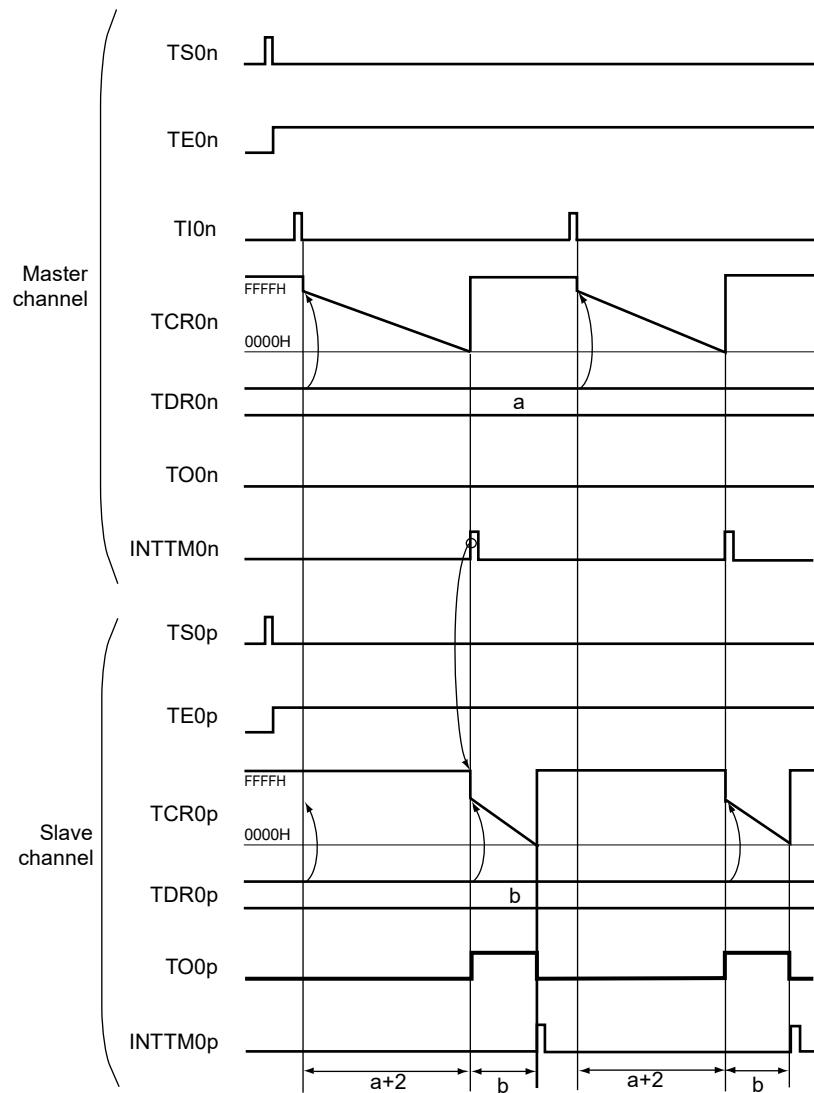 TS0n
TE0n
TI0n
Master
channel
FFFFH
TCR0n
0000H
TDR0n
a
TO0n
INTTM0n
TS0p
TE0p
FFFFH
TCR0p
0000H
Slave
channel
TDR0p
b
TO0p
INTTM0p
a+2 b a+2 b